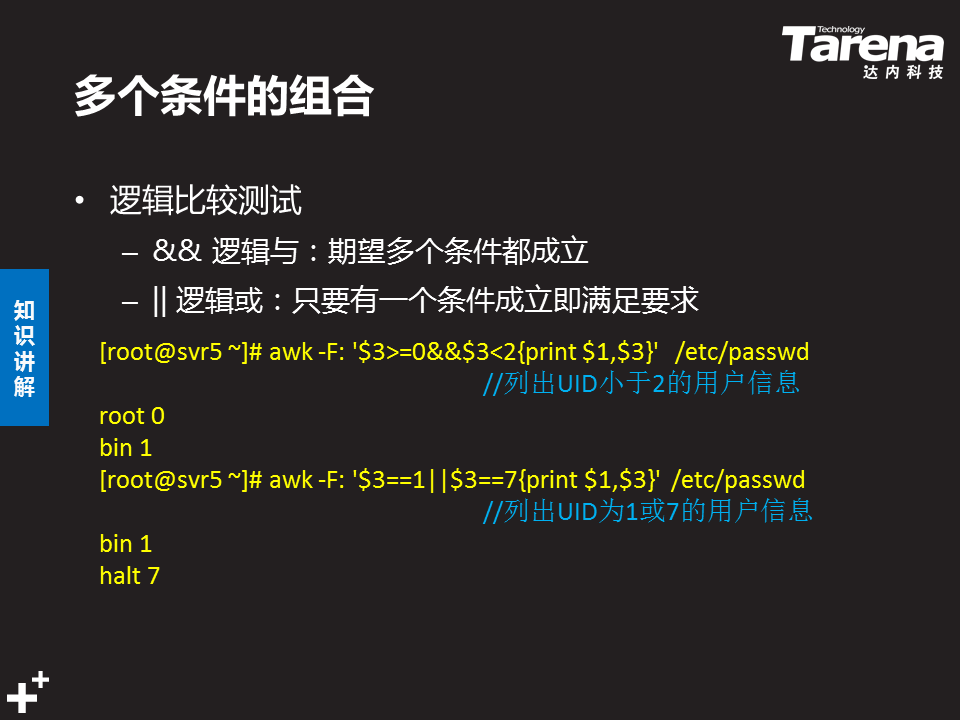 Technology
Tarena
达内科技
多个条件的组合
• 逻辑比较测试
– && 逻辑与：期望多个条件都成立
– || 逻辑或：只要有一个条件成立即满足要求
知识讲解
[root@svr5 ~]# awk -F: '$3>=0&&$3<2{print $1,$3}' /etc/passwd
//列出UID小于2的用户信息
root 0
bin 1
[root@svr5 ~]# awk -F: '$3==1||$3==7{print $1,$3}' /etc/passwd
//列出UID为1或7的用户信息
bin 1
halt 7